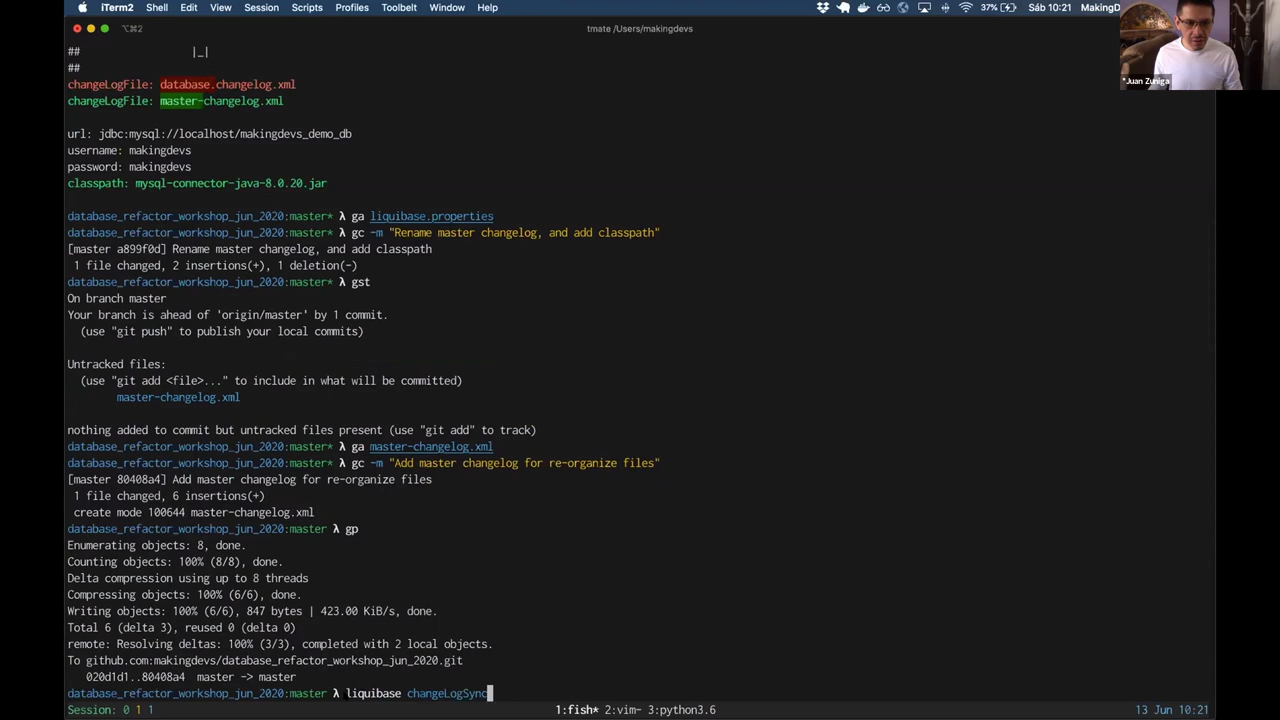 iTerm2 Shell Edit View Session Scripts Profiles Toolbelt Window Help 37% Sáb 10:21 MakingD
⌥⌘2 tmate /Users/makingdevs
## |_|
##
changeLogFile: database.changelog.xml
changeLogFile: master-changelog.xml
url: jdbc:mysql://localhost/makingdevs_demo_db
username: makingdevs
password: makingdevs
classpath: mysql-connector-java-8.0.20.jar
database_refactor_workshop_jun_2020:master* λ ga liquibase.properties
database_refactor_workshop_jun_2020:master* λ gc -m "Rename master changelog, and add classpath"
[master a899f0d] Rename master changelog, and add classpath
1 file changed, 2 insertions(+), 1 deletion(-)
database_refactor_workshop_jun_2020:master* λ gst
On branch master
Your branch is ahead of 'origin/master' by 1 commit.
(use "git push" to publish your local commits)
Untracked files:
(use "git add <file>..." to include in what will be committed)
master-changelog.xml
nothing added to commit but untracked files present (use "git add" to track)
database_refactor_workshop_jun_2020:master* λ ga master-changelog.xml
database_refactor_workshop_jun_2020:master* λ gc -m "Add master changelog for re-organize files"
[master 80408a4] Add master changelog for re-organize files
1 file changed, 6 insertions(+)
create mode 100644 master-changelog.xml
database_refactor_workshop_jun_2020:master λ gp
Enumerating objects: 8, done.
Counting objects: 100% (8/8), done.
Delta compression using up to 8 threads
Compressing objects: 100% (6/6), done.
Writing objects: 100% (6/6), 847 bytes | 423.00 KiB/s, done.
Total 6 (delta 3), reused 0 (delta 0)
remote: Resolving deltas: 100% (3/3), completed with 2 local objects.
To github.com:makingdevs/database_refactor_workshop_jun_2020.git
020d1d1..80408a4 master -> master
database_refactor_workshop_jun_2020:master λ liquibase changeLogSync
Session: 0 1 1 1:fish* 2:vim- 3:python3.6 13 Jun 10:21
*Juan Zuniga